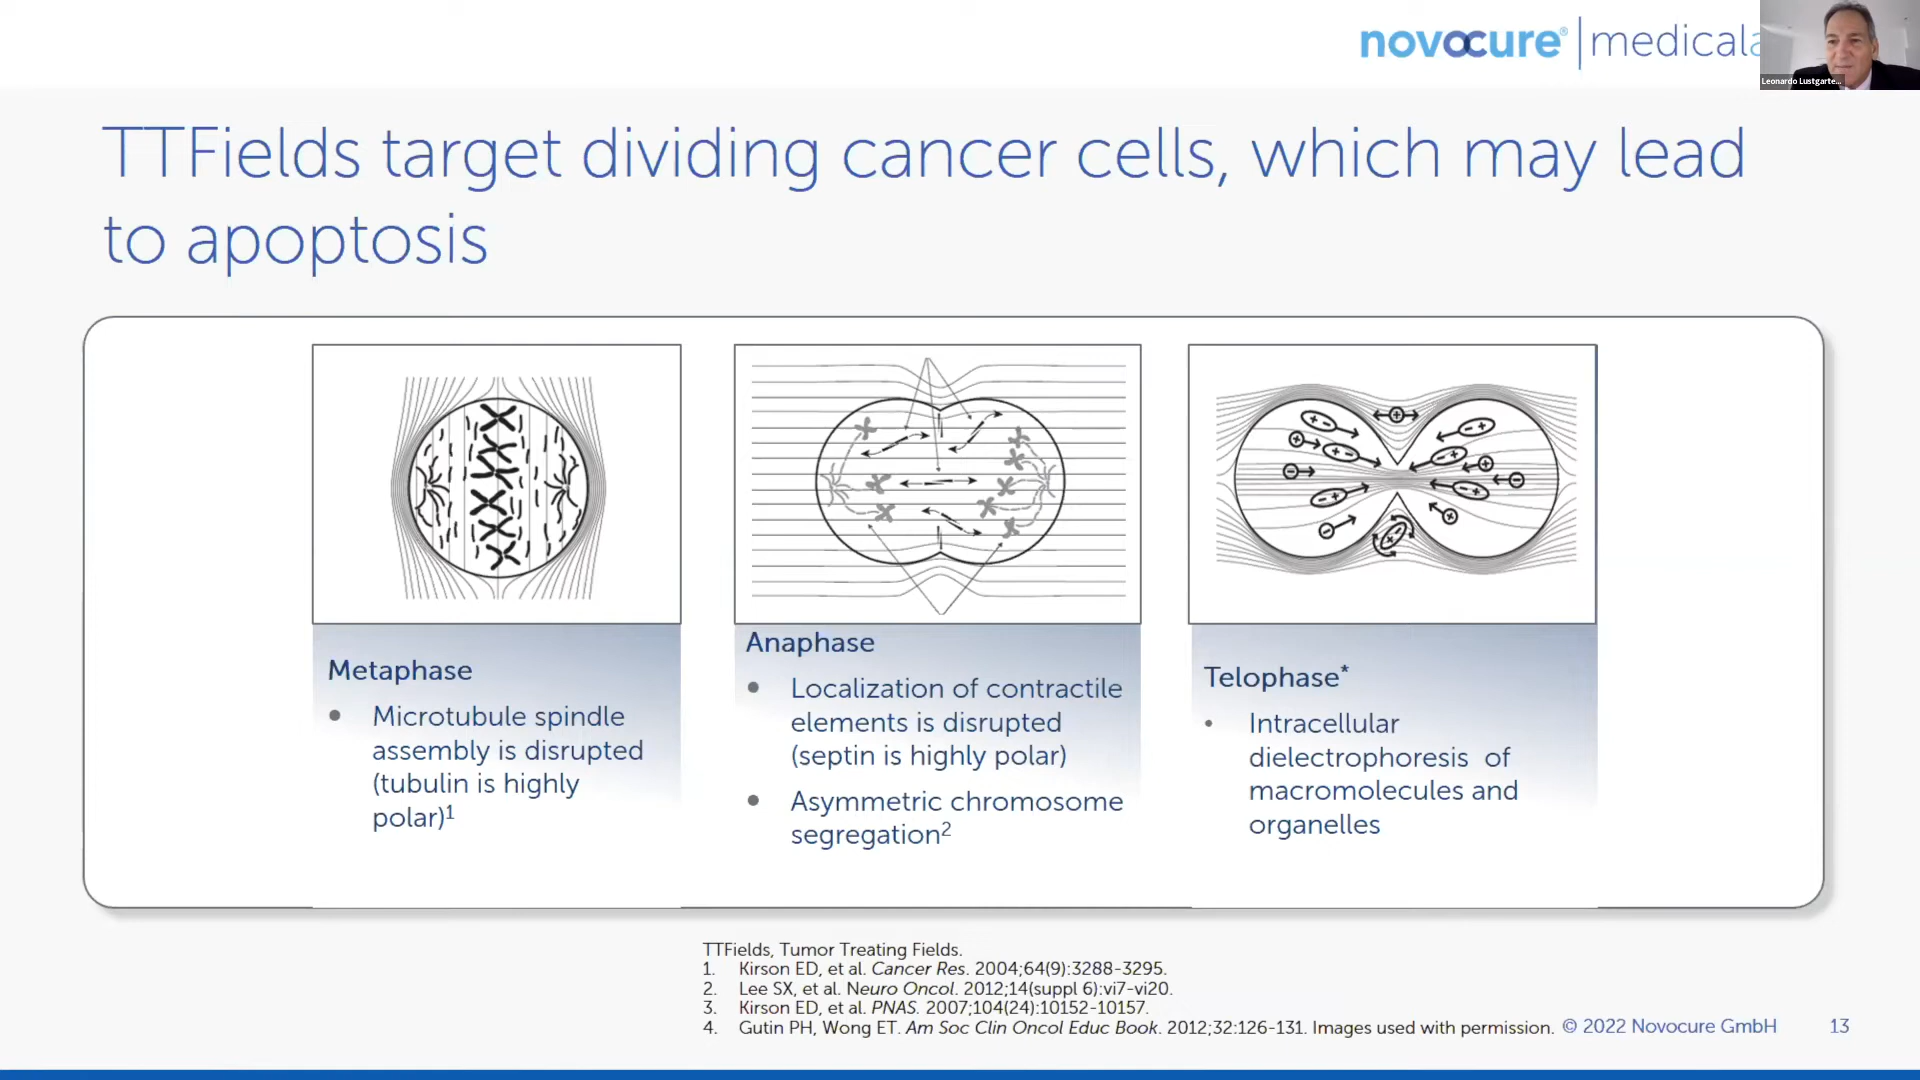 novocure® | medicala
Leonardo Lustgarte...
TTFields target dividing cancer cells, which may lead
to apoptosis
Metaphase
• Microtubule spindle
assembly is disrupted
(tubulin is highly
polar)1
Anaphase
• Localization of contractile
elements is disrupted
(septin is highly polar)
• Asymmetric chromosome
segregation2
Telophase*
• Intracellular
dielectrophoresis of
macromolecules and
organelles
TTFields, Tumor Treating Fields.
1. Kirson ED, et al. Cancer Res. 2004;64(9):3288-3295.
2. Lee SX, et al. Neuro Oncol. 2012;14(suppl 6):vi7-vi20.
3. Kirson ED, et al. PNAS. 2007;104(24):10152-10157.
4. Gutin PH, Wong ET. Am Soc Clin Oncol Educ Book. 2012;32:126-131. Images used with permission.
© 2022 Novocure GmbH
13